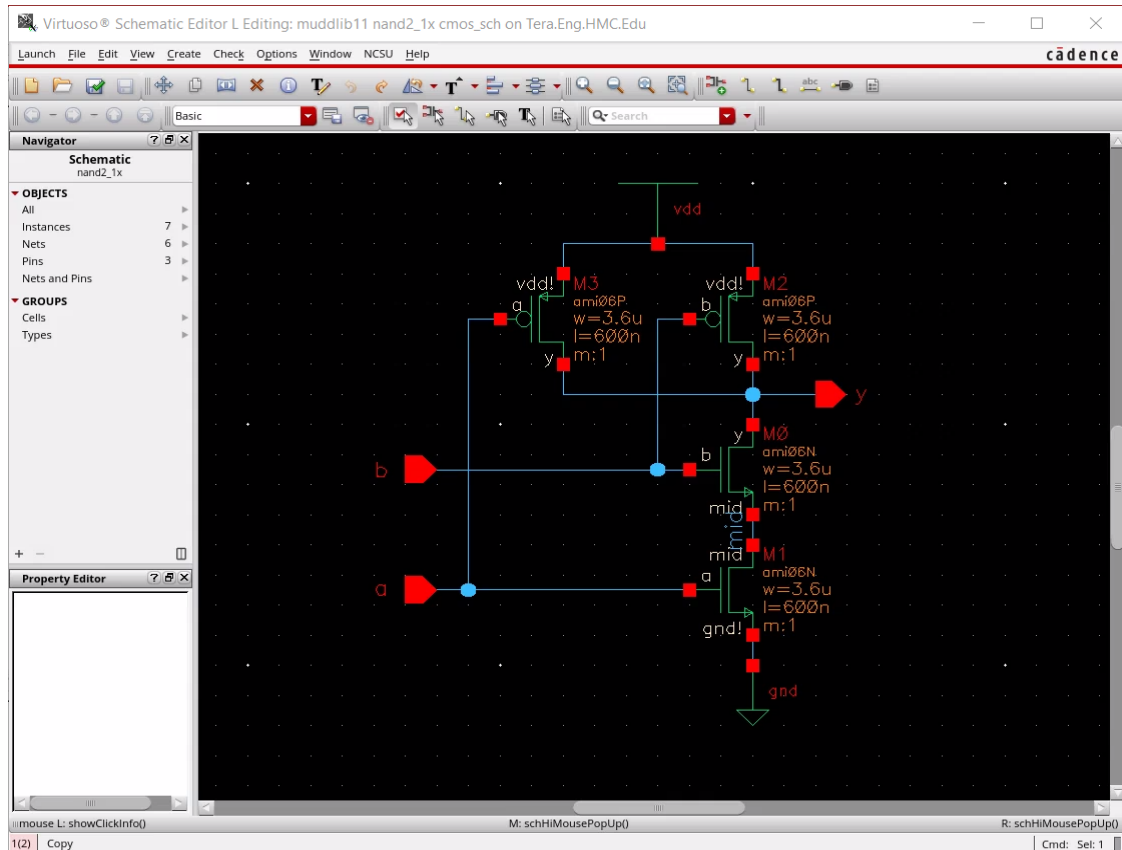 Virtuoso® Schematic Editor L Editing: muddlib11 nand2_1x cmos_sch on Tera.Eng.HMC.Edu
Launch File Edit View Create Check Options Window NCSU Help
cādence
Basic
Search
Navigator
Schematic
nand2_1x
OBJECTS
All
Instances 7
Nets 6
Pins 3
Nets and Pins
GROUPS
Cells
Types
Property Editor
vdd
vdd!
M3
a
ami06P
w=3.6u
l=600n
y
m:1
vdd!
M2
b
ami06P
w=3.6u
l=600n
y
m:1
y
y
M0
b
ami06N
w=3.6u
l=600n
mid
m:1
b
mid
mid
M1
a
ami06N
w=3.6u
l=600n
gnd!
m:1
a
gnd
mouse L: showClickInfo()
M: schHiMousePopUp()
R: schHiMousePopUp()
1(2) Copy
Cmd: Sel: 1